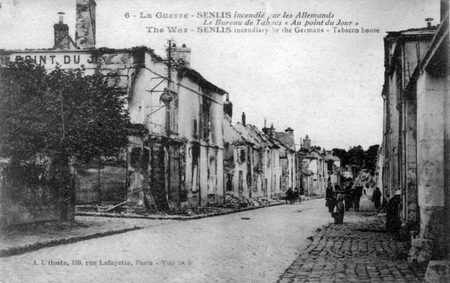 6 - La Guerre - SENLIS incendié par les Allemands
Le Bureau de Tabacs « Au point du Jour »
The War - SENLIS incendiary by the Germans - Tabacco house
POINT DU J
A. L'Hoste, 139, rue Lafayette, Paris - Visé